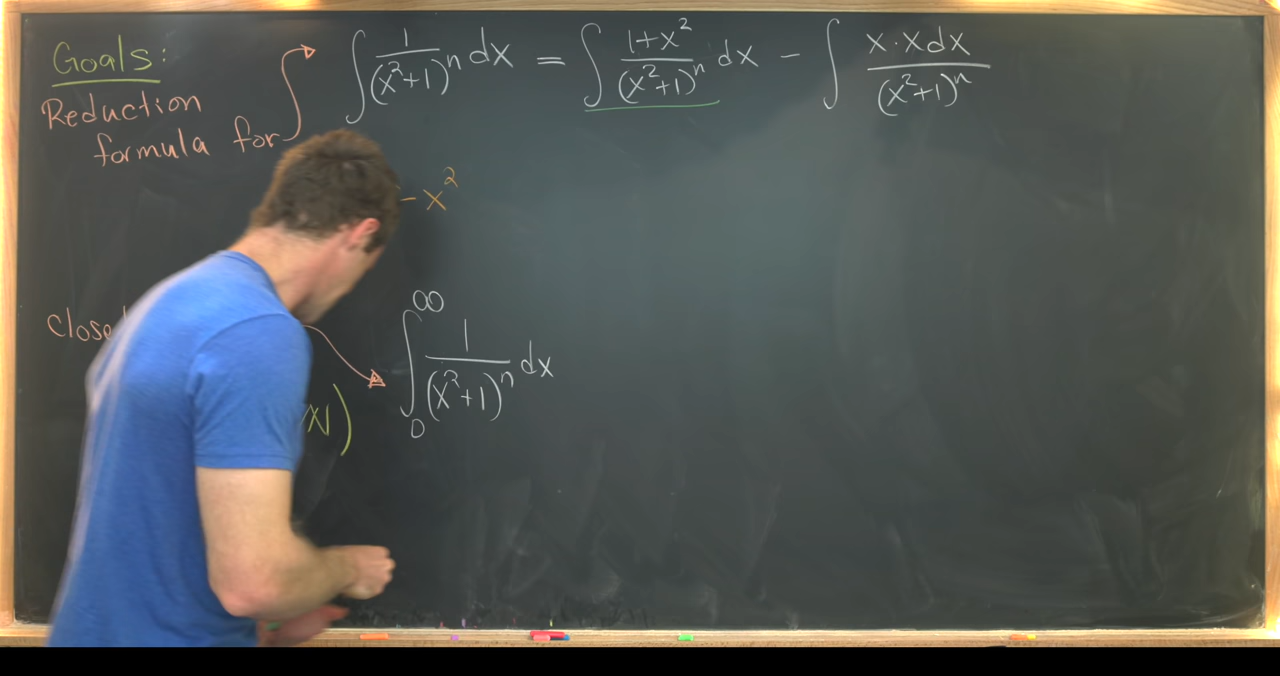 Goals:
Reduction
formula for
∫ 1/(x²+1)ⁿ dx = ∫ (1+x²)/(x²+1)ⁿ dx − ∫ x·x dx/(x²+1)ⁿ
− x²
∫₀^∞ 1/(x²+1)ⁿ dx